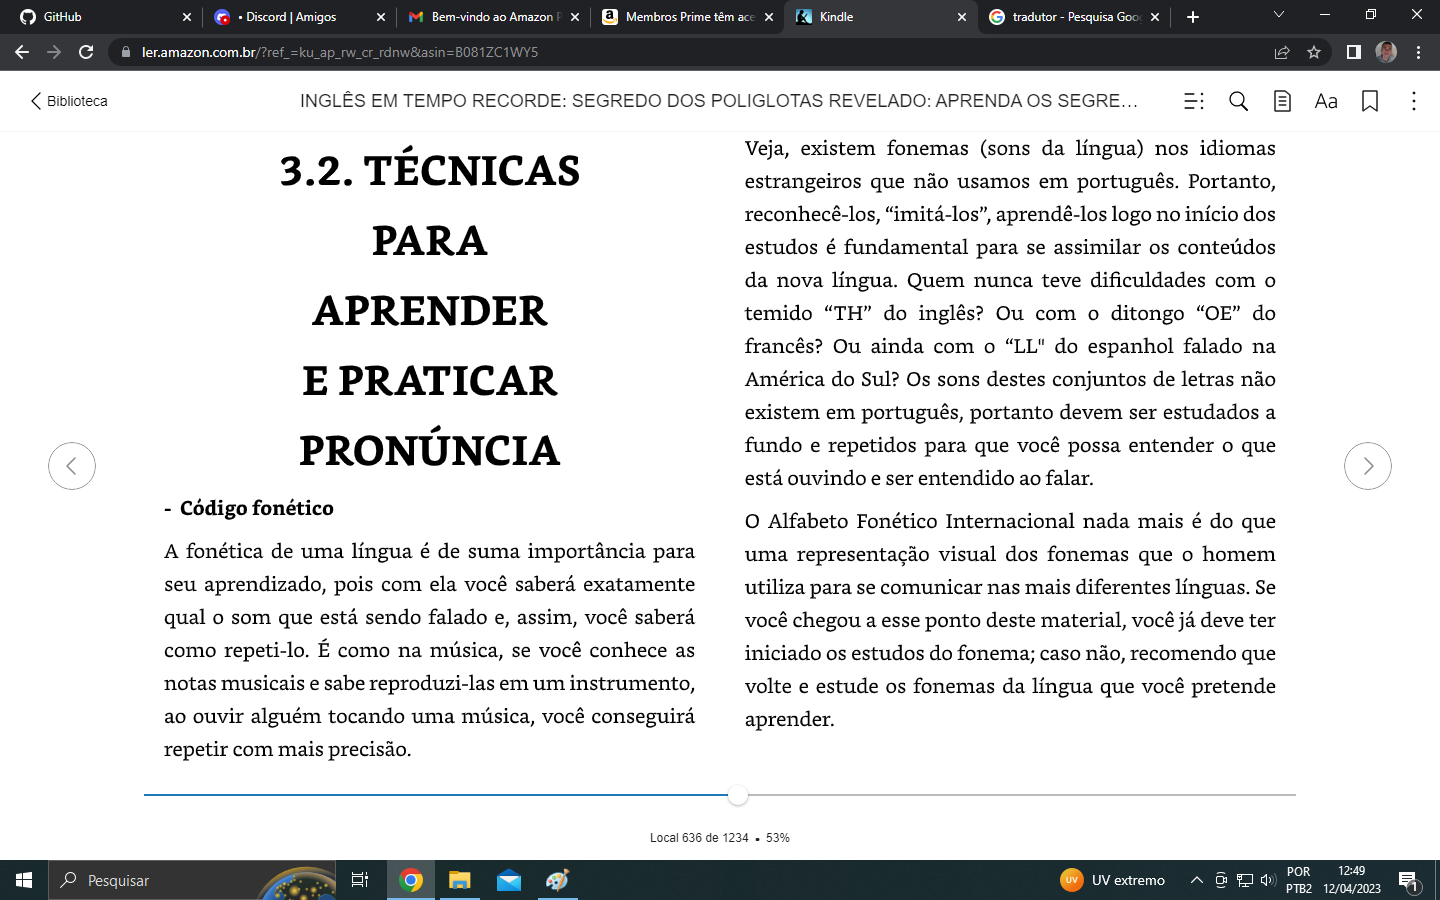 GitHub
• Discord | Amigos
Bem-vindo ao Amazon P
Membros Prime têm ace
Kindle
tradutor - Pesquisa Goo
ler.amazon.com.br/?ref_=ku_ap_rw_cr_rdnw&asin=B081ZC1WY5
Biblioteca
INGLÊS EM TEMPO RECORDE: SEGREDO DOS POLIGLOTAS REVELADO: APRENDA OS SEGRE...
Aa
3.2. TÉCNICAS
PARA
APRENDER
E PRATICAR
PRONÚNCIA
- Código fonético
A fonética de uma língua é de suma importância para
seu aprendizado, pois com ela você saberá exatamente
qual o som que está sendo falado e, assim, você saberá
como repeti-lo. É como na música, se você conhece as
notas musicais e sabe reproduzi-las em um instrumento,
ao ouvir alguém tocando uma música, você conseguirá
repetir com mais precisão.
Veja, existem fonemas (sons da língua) nos idiomas
estrangeiros que não usamos em português. Portanto,
reconhecê-los, “imitá-los”, aprendê-los logo no início dos
estudos é fundamental para se assimilar os conteúdos
da nova língua. Quem nunca teve dificuldades com o
temido “TH” do inglês? Ou com o ditongo “OE” do
francês? Ou ainda com o “LL" do espanhol falado na
América do Sul? Os sons destes conjuntos de letras não
existem em português, portanto devem ser estudados a
fundo e repetidos para que você possa entender o que
está ouvindo e ser entendido ao falar.
O Alfabeto Fonético Internacional nada mais é do que
uma representação visual dos fonemas que o homem
utiliza para se comunicar nas mais diferentes línguas. Se
você chegou a esse ponto deste material, você já deve ter
iniciado os estudos do fonema; caso não, recomendo que
volte e estude os fonemas da língua que você pretende
aprender.
Local 636 de 1234 • 53%
Pesquisar
UV
UV extremo
POR
PTB2
12:49
12/04/2023
1